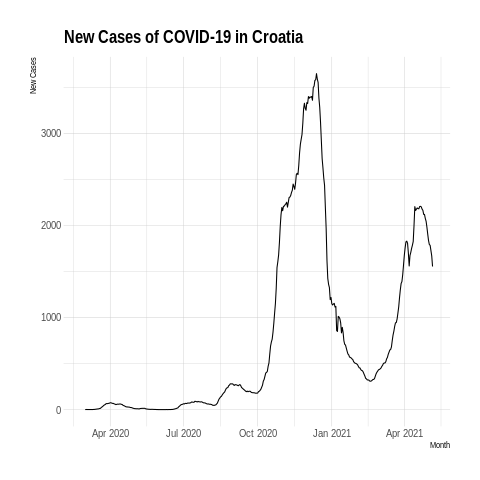 New Cases of COVID-19 in Croatia
New Cases
3000
2000
1000
0
Apr 2020 Jul 2020 Oct 2020 Jan 2021 Apr 2021
Month